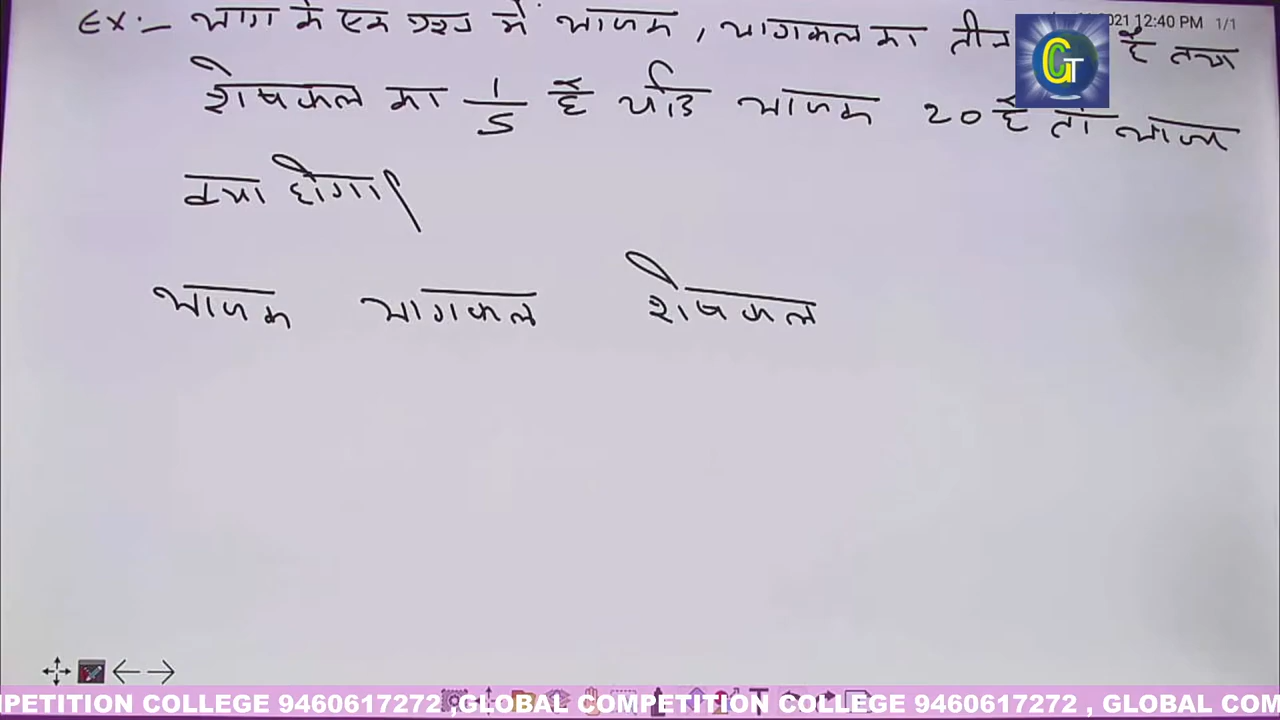 EX:- भाग के एक प्रश्न में भाजक, भागफल का तीन है तथा
2021 12:40 PM 1/1
GT
शेषफल का 1/5 है यदि भाजक 20 है तो भाज्य
क्या होगा।
भाजक भागफल शेषफल
PETITION COLLEGE 9460617272 ,GLOBAL COMPETITION COLLEGE 9460617272 , GLOBAL COM